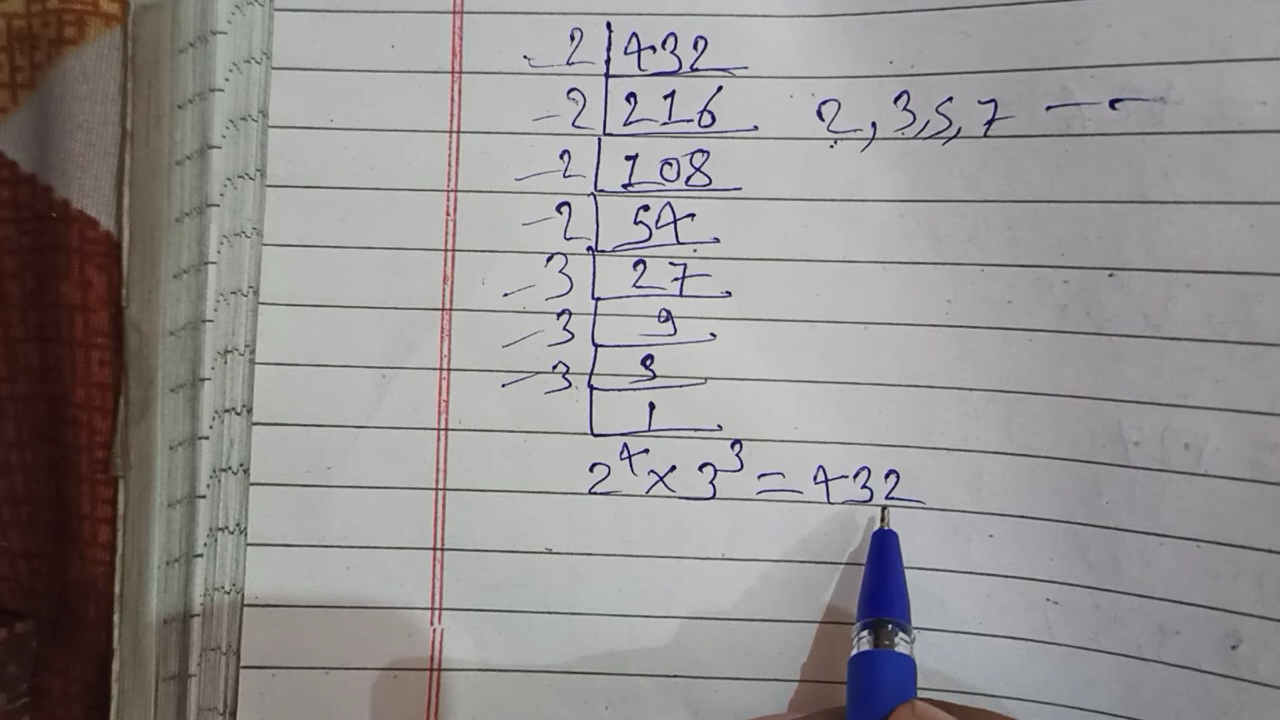 2 | 432
2 | 216 2, 3, 5, 7 — —
2 | 108
2 | 54
3 | 27
3 | 9
3 | 3
1
2⁴ × 3³ = 432